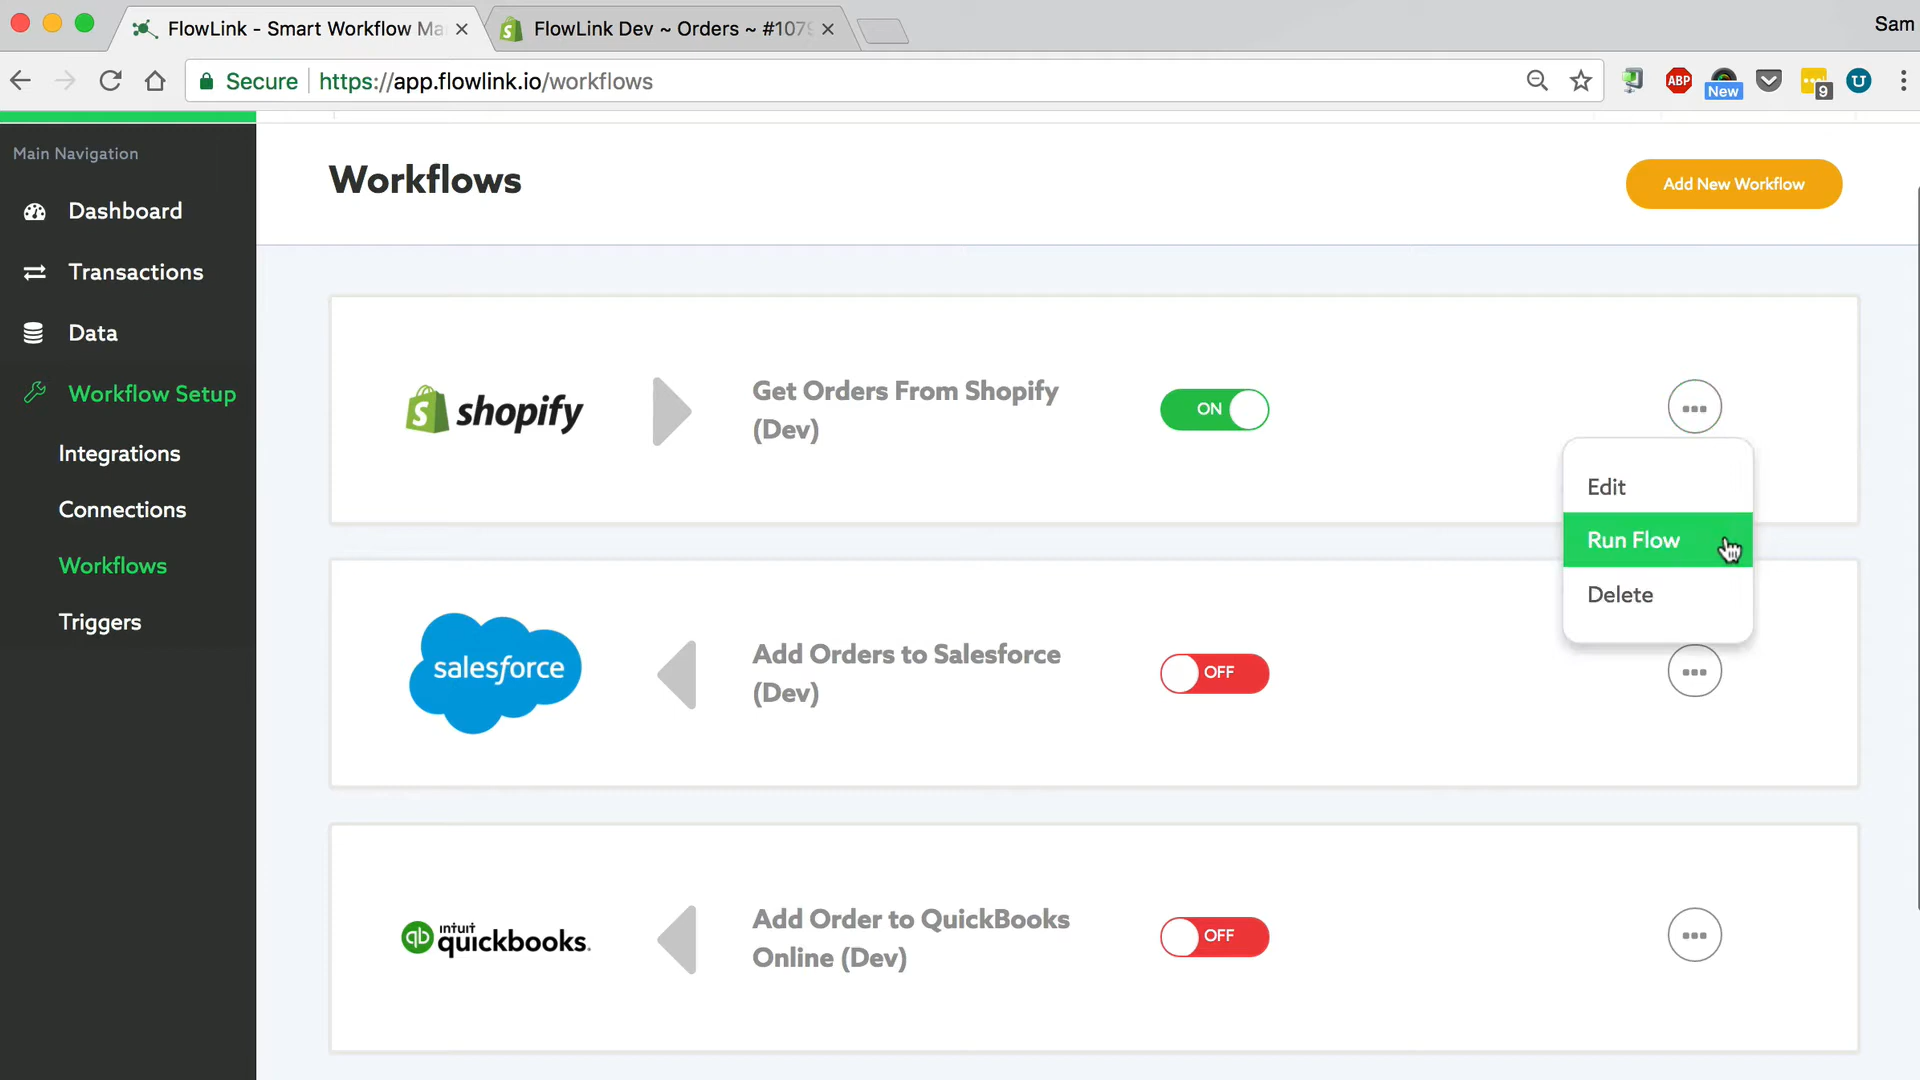 FlowLink - Smart Workflow Ma
FlowLink Dev ~ Orders ~ #1079
Sam
Secure
https://app.flowlink.io/workflows
ABP
New
9
U
Main Navigation
Dashboard
Transactions
Data
Workflow Setup
Integrations
Connections
Workflows
Triggers
Workflows
Add New Workflow
shopify
Get Orders From Shopify
(Dev)
ON
Edit
Run Flow
Delete
salesforce
Add Orders to Salesforce
(Dev)
OFF
qb
intuit
quickbooks.
Add Order to QuickBooks
Online (Dev)
OFF